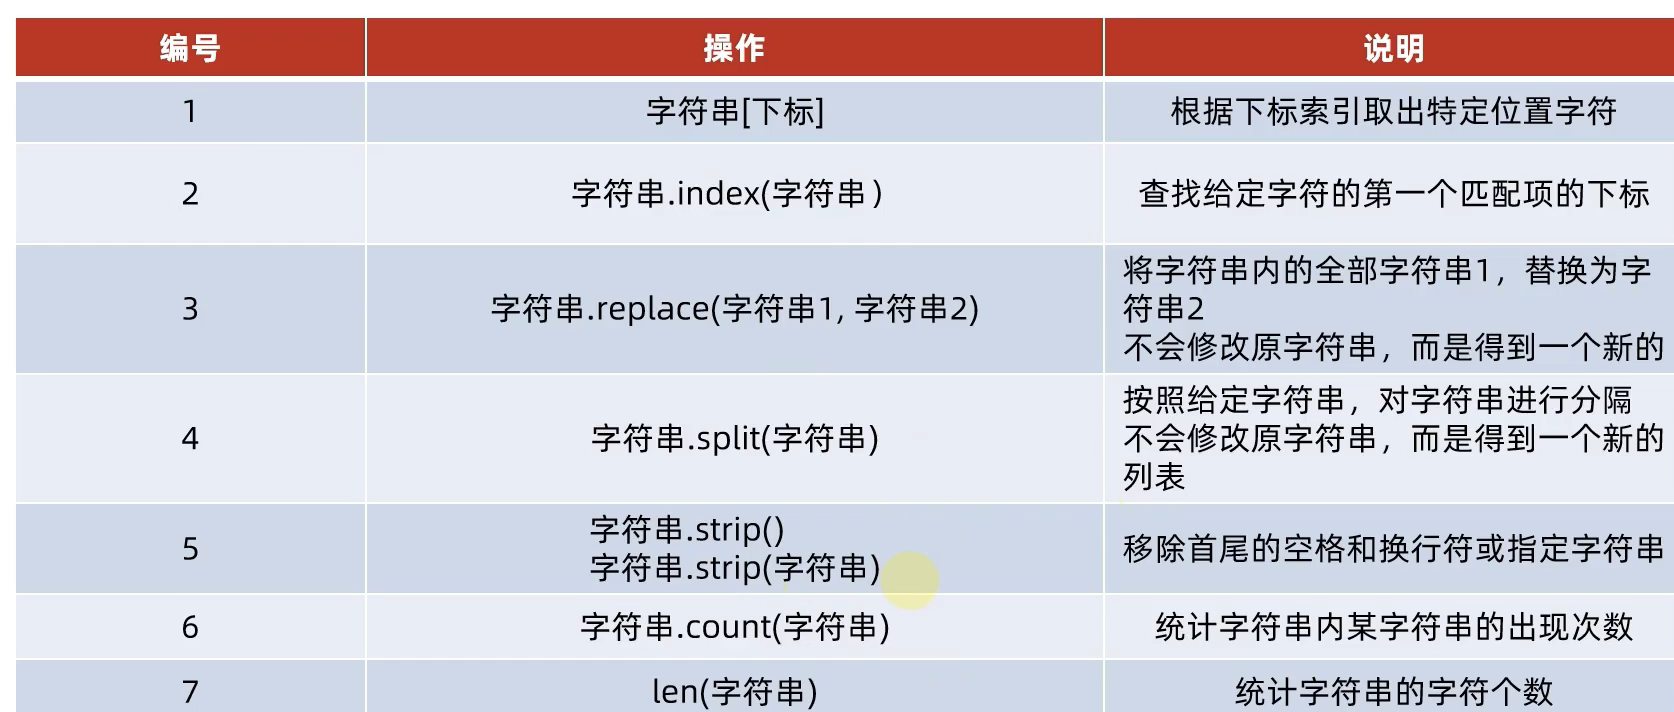 编号 操作 说明
1 字符串[下标] 根据下标索引取出特定位置字符
2 字符串.index(字符串) 查找给定字符的第一个匹配项的下标
3 字符串.replace(字符串1, 字符串2) 将字符串内的全部字符串1，替换为字
符串2
不会修改原字符串，而是得到一个新的
4 字符串.split(字符串) 按照给定字符串，对字符串进行分隔
不会修改原字符串，而是得到一个新的
列表
5 字符串.strip()
字符串.strip(字符串) 移除首尾的空格和换行符或指定字符串
6 字符串.count(字符串) 统计字符串内某字符串的出现次数
7 len(字符串) 统计字符串的字符个数